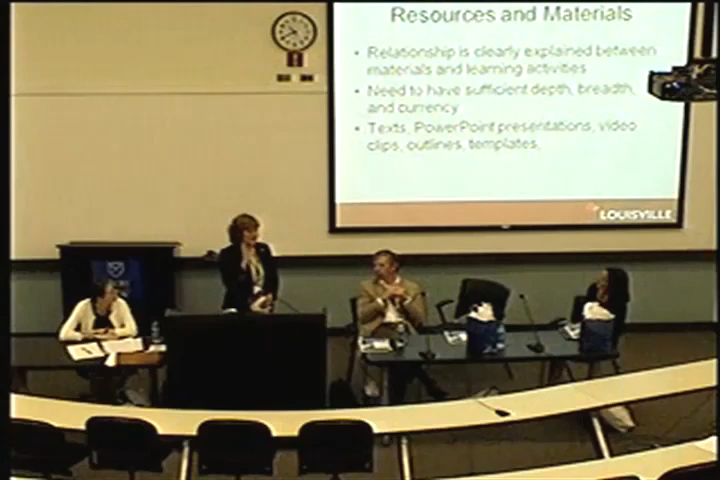 Resources and Materials
• Relationship is clearly explained between
materials and learning activities
• Need to have sufficient depth, breadth,
and currency
• Texts, PowerPoint presentations, video
clips, outlines, templates,
LOUISVILLE